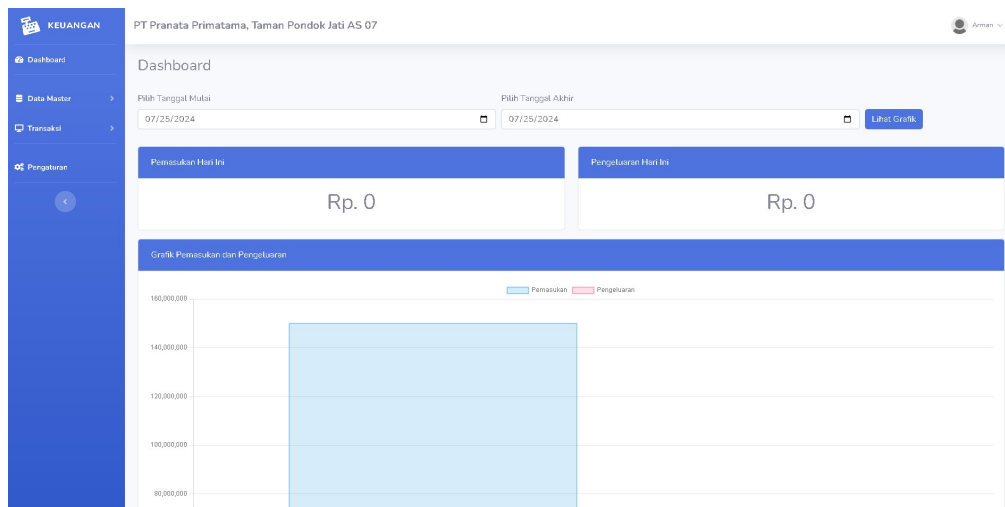 KEUANGAN
PT Pranata Primatama, Taman Pondok Jati AS 07
Arman
Dashboard
Data Master
Transaksi
Pengaturan
Dashboard
Pilih Tanggal Mulai
07/25/2024
Pilih Tanggal Akhir
07/25/2024
Lihat Grafik
Pemasukan Hari Ini
Rp. 0
Pengeluaran Hari Ini
Rp. 0
Grafik Pemasukan dan Pengeluaran
Pemasukan Pengeluaran
160,000,000
140,000,000
120,000,000
100,000,000
80,000,000